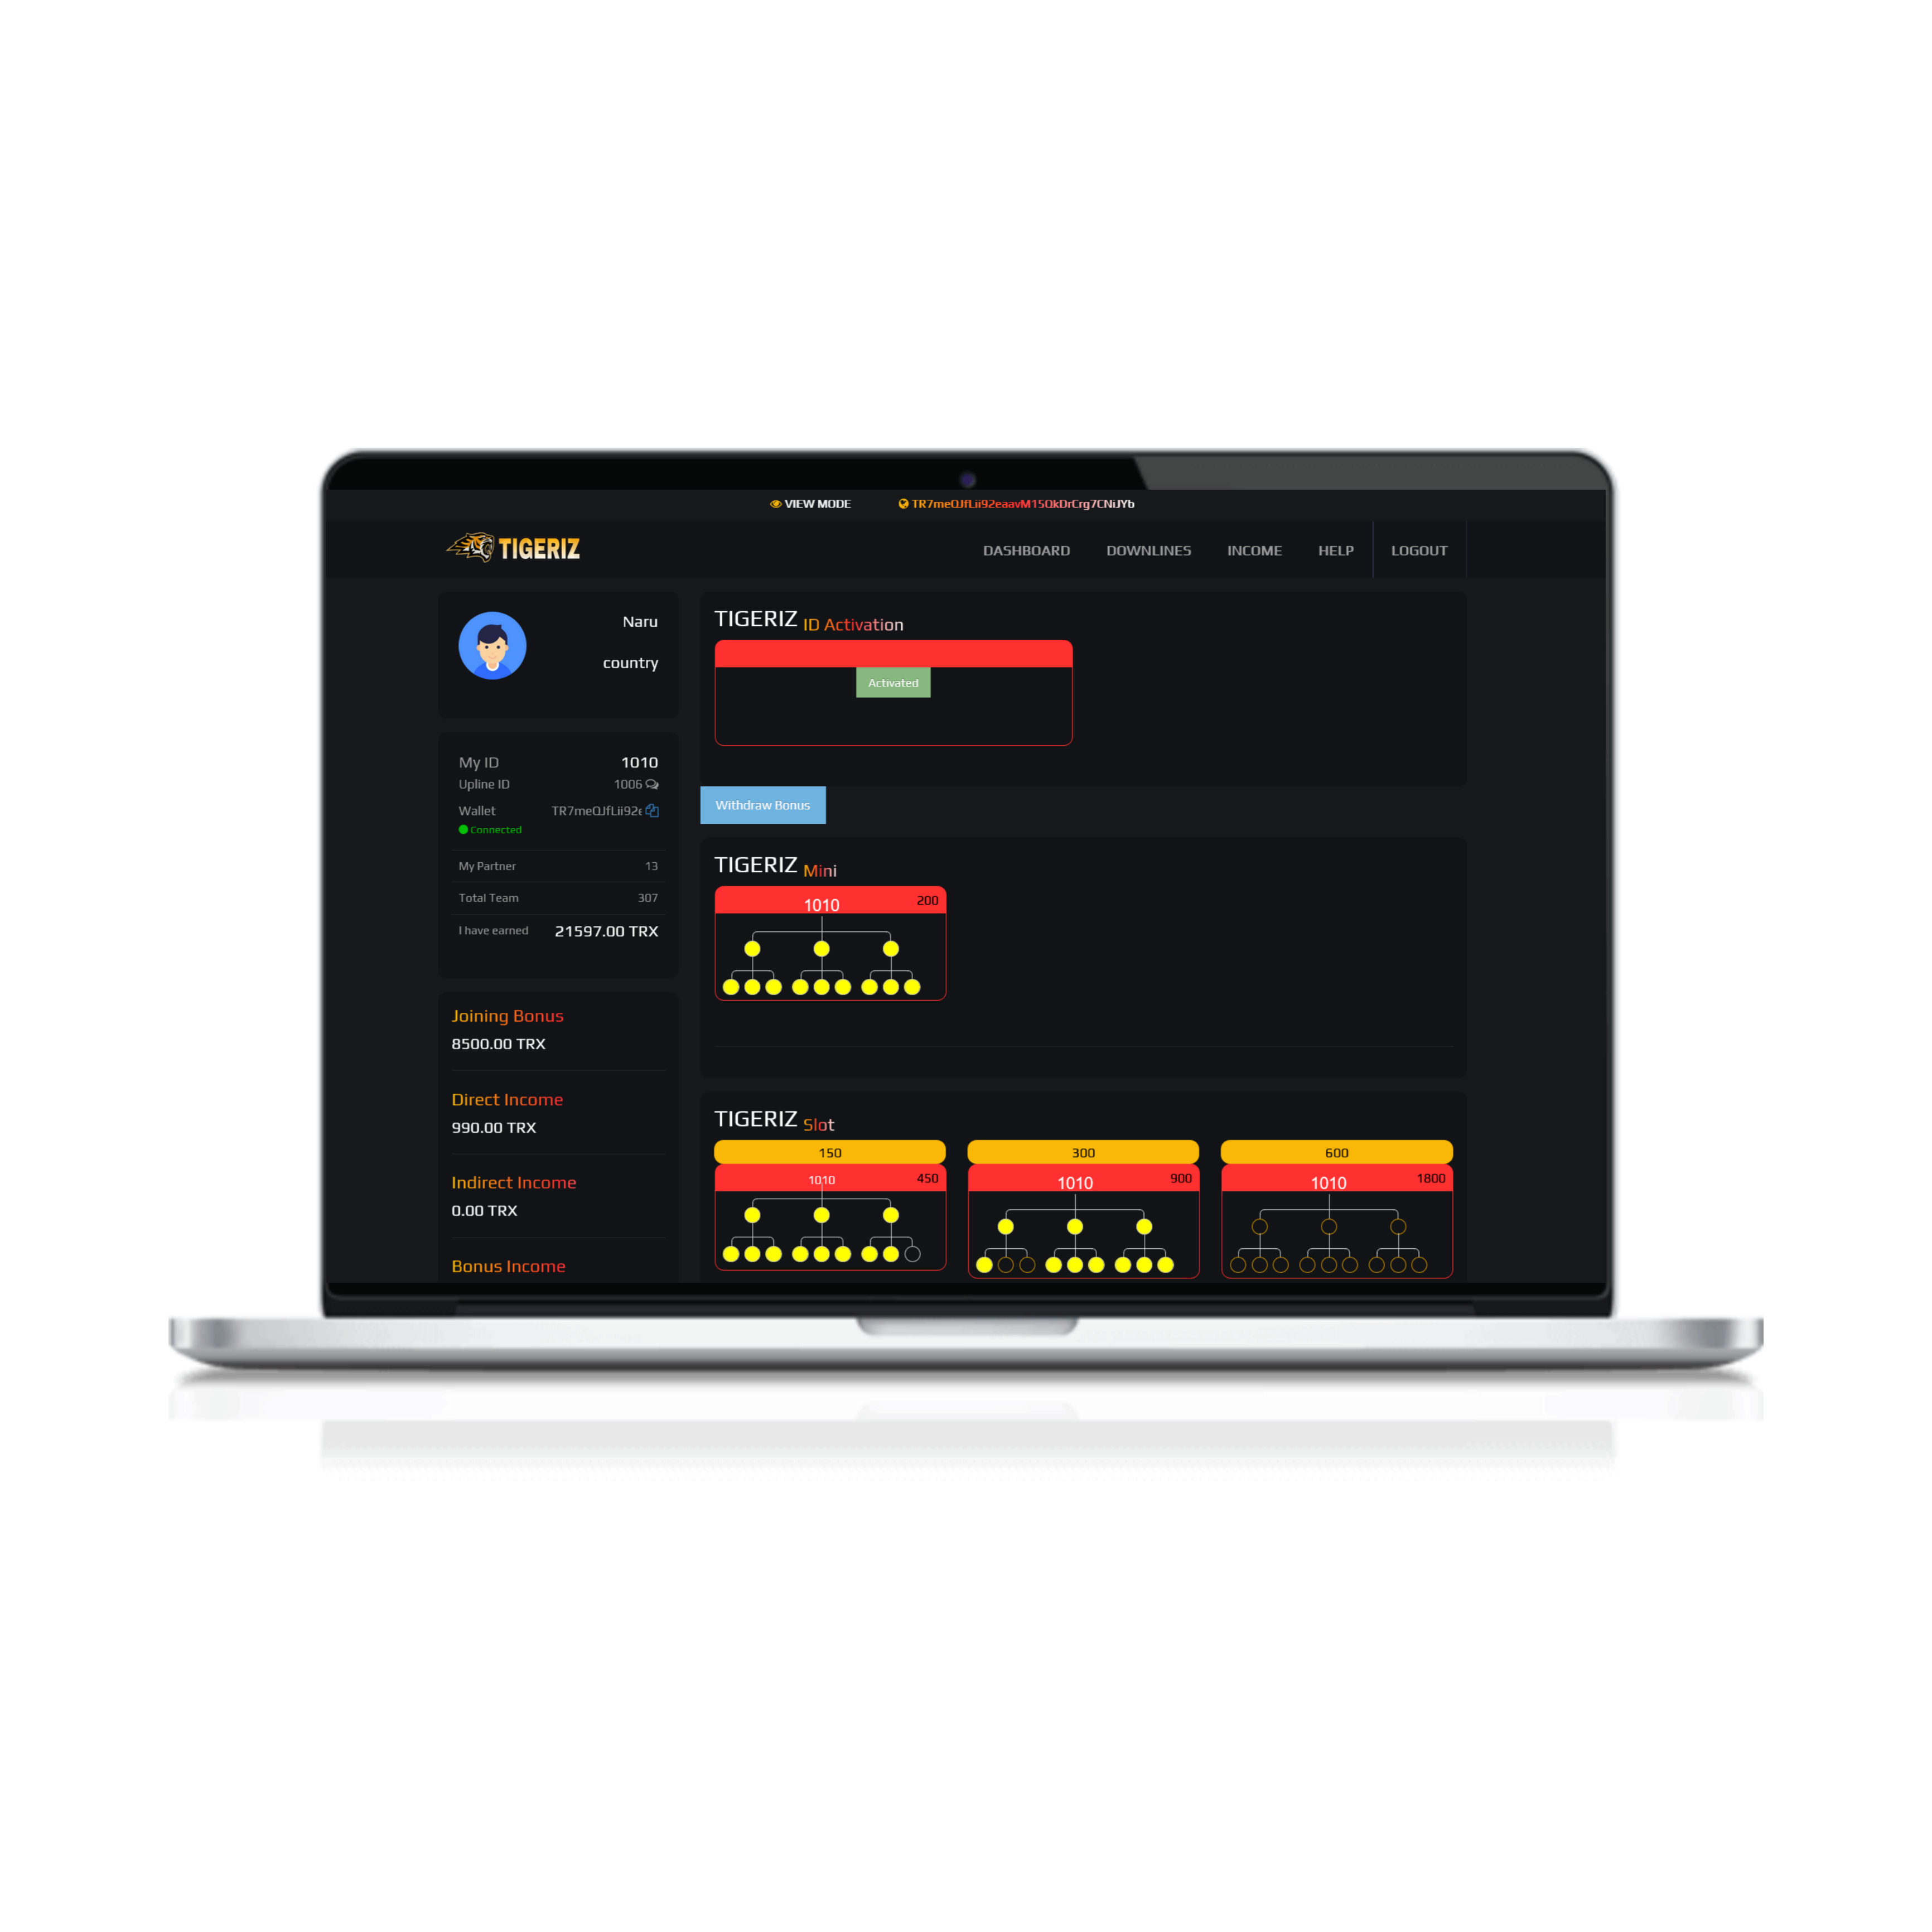 VIEW MODE TR7meQJfLii92eaavM15QkDrCrg7CNiJYb
TIGERIZ DASHBOARD DOWNLINES INCOME HELP LOGOUT
Naru
country
My ID 1010
Upline ID 1006
Wallet TR7meQJfLii92e
Connected
My Partner 13
Total Team 307
I have earned 21597.00 TRX
Joining Bonus
8500.00 TRX
Direct Income
990.00 TRX
Indirect Income
0.00 TRX
Bonus Income
TIGERIZ ID Activation
Activated
Withdraw Bonus
TIGERIZ Mini
1010 200
TIGERIZ Slot
150 300 600
1010 450 1010 900 1010 1800